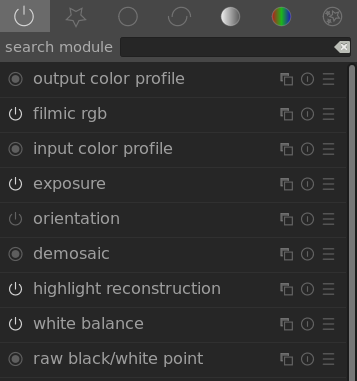 search module
output color profile
filmic rgb
input color profile
exposure
orientation
demosaic
highlight reconstruction
white balance
raw black/white point